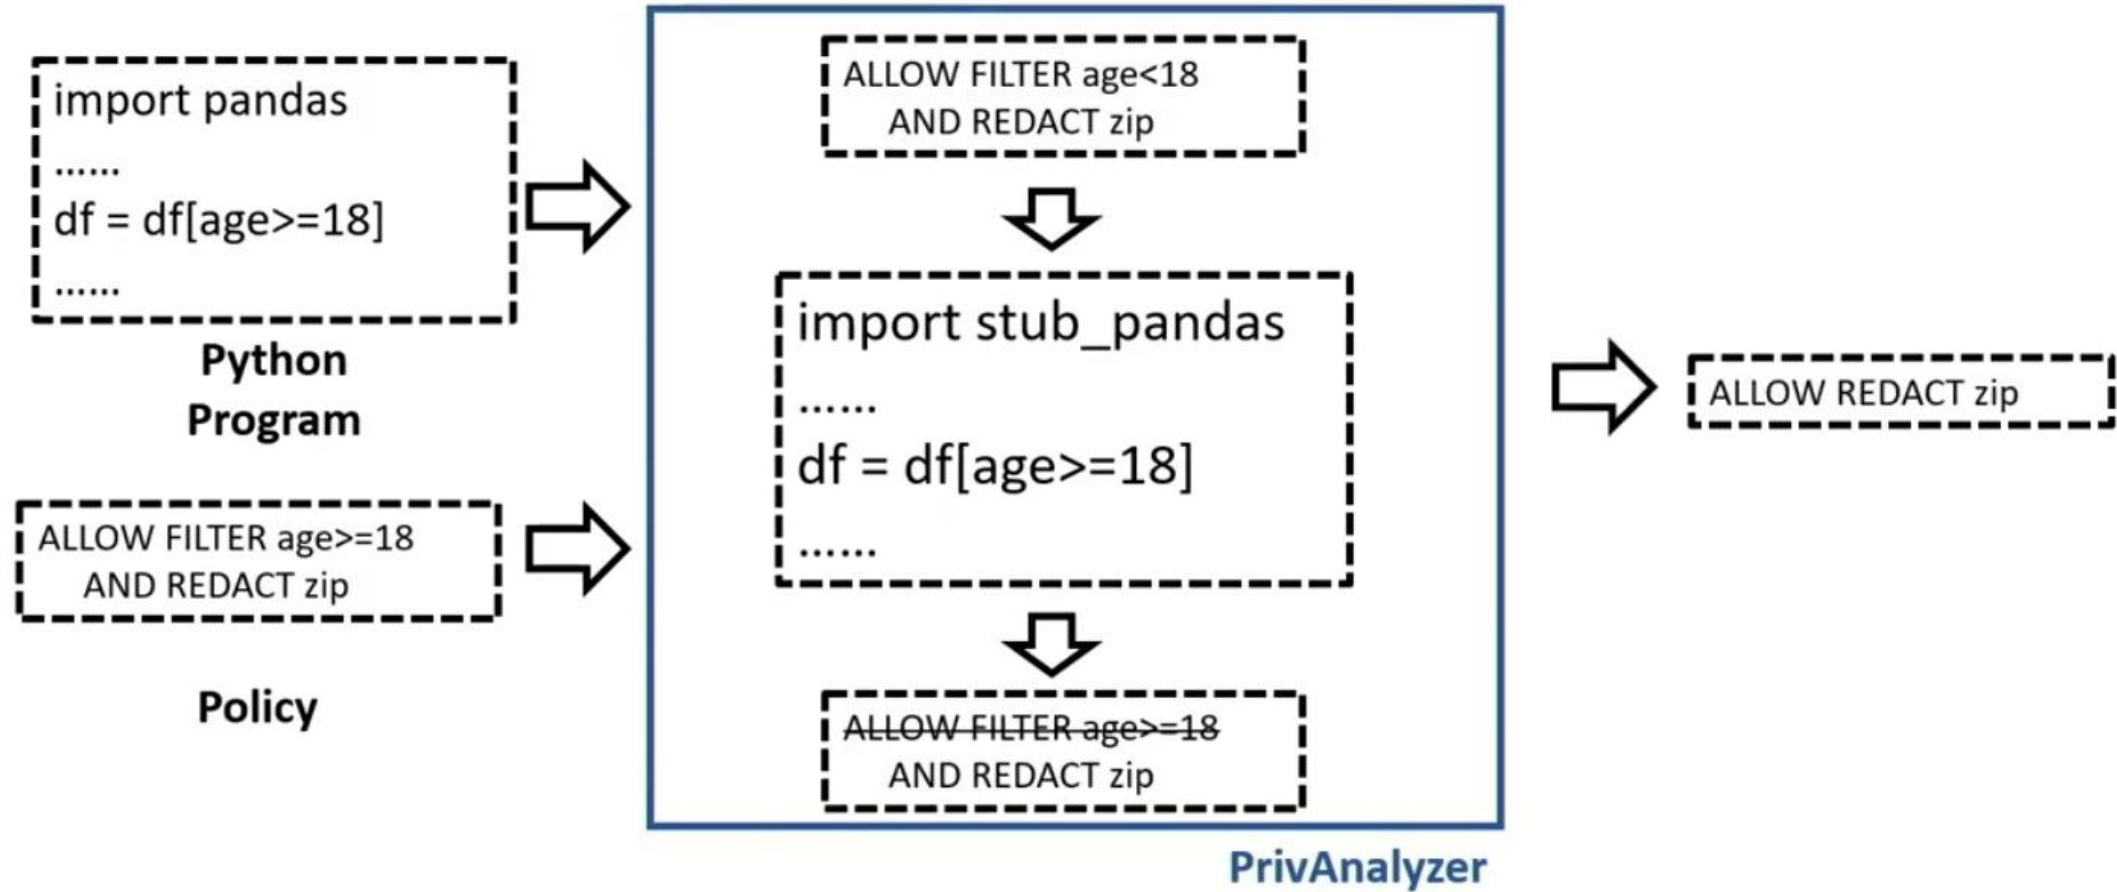 import pandas
......
df = df[age>=18]
......
Python
Program
ALLOW FILTER age>=18
AND REDACT zip
Policy
ALLOW FILTER age<18
AND REDACT zip
import stub_pandas
......
df = df[age>=18]
......
ALLOW FILTER age>=18
AND REDACT zip
PrivAnalyzer
ALLOW REDACT zip